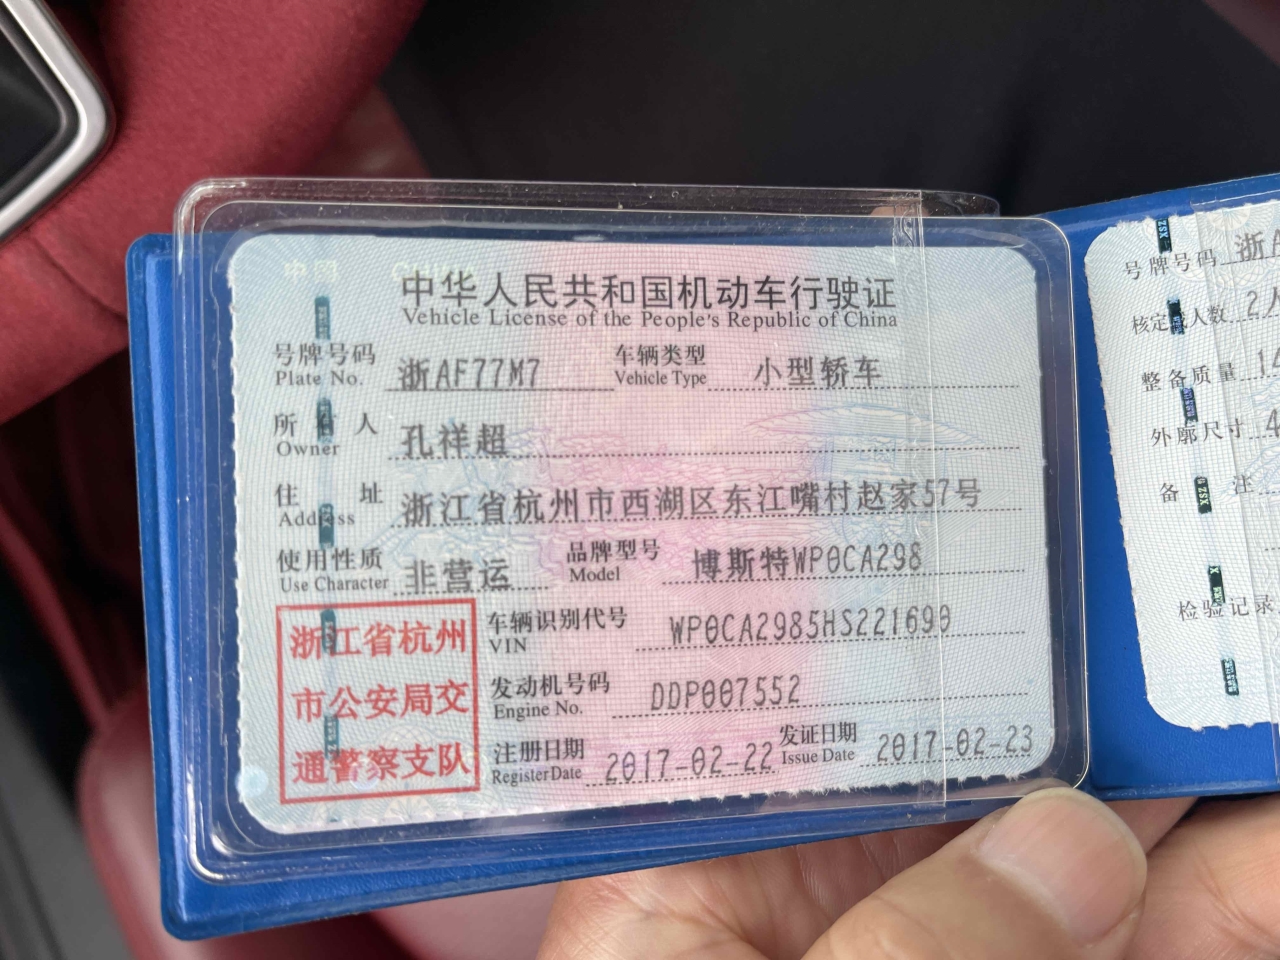 中华人民共和国机动车行驶证
Vehicle License of the People's Republic of China
号牌号码 浙AF77M7 车辆类型 小型轿车
Plate No. Vehicle Type
所有人 孔祥超
Owner
住址 浙江省杭州市西湖区东江嘴村赵家57号
Address
使用性质 非营运 品牌型号 博斯特WP0CA298
Use Character Model
浙江省杭州
市公安局交
通警察支队
车辆识别代号 WP0CA2985HS221690
VIN
发动机号码 DDP007552
Engine No.
注册日期 2017-02-22 发证日期 2017-02-23
Register Date Issue Date
号牌号码 浙A
核定载人数 2人
整备质量 14
外廓尺寸 4
备注
检验记录